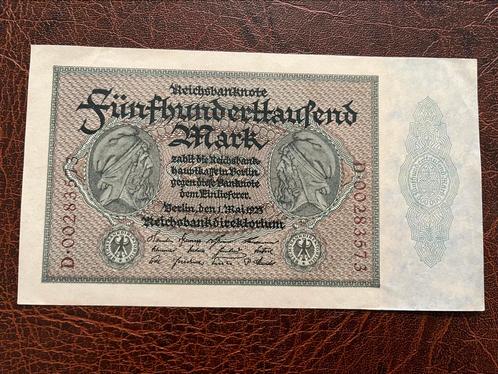 Reichsbanknote
Fünfhunderttausend
Mark
zahlt die Reichsbank-
hauptkasse in Berlin
gegen diese Banknote
dem Einlieferer.
Berlin, den 1. Mai 1923
Reichsbankdirektorium
D·00283573
D·00283573